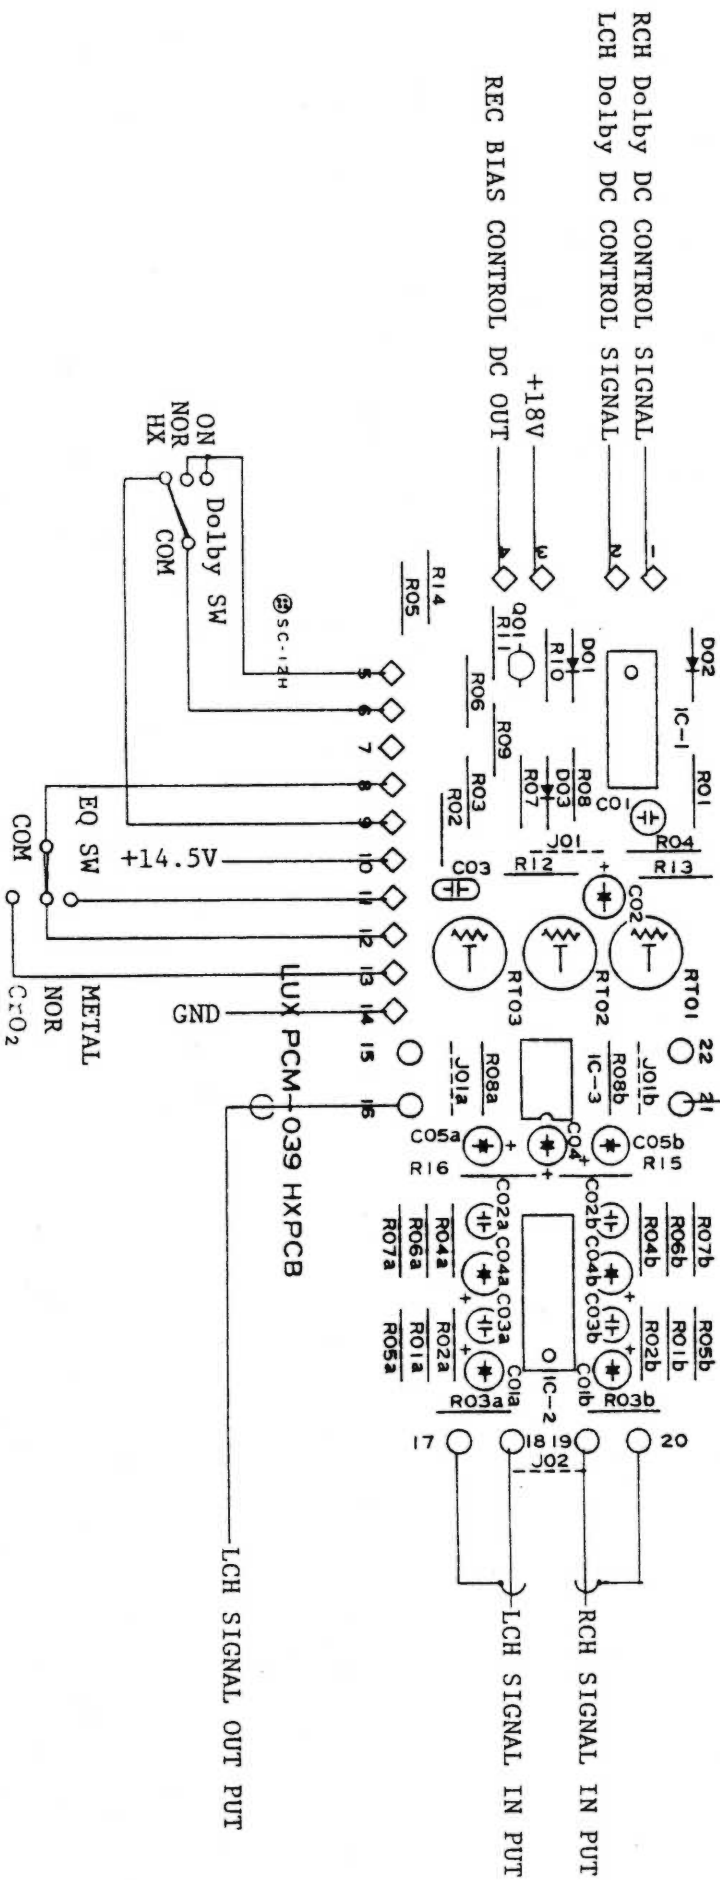 RCH Dolby DC CONTROL SIGNAL
LCH Dolby DC CONTROL SIGNAL
+18V
REC BIAS CONTROL DC OUT
1
2
3
4
D02
IC-1
R01
D01
R10
Q01
R11
R08
D03
R07
C01
R04
R13
J01
R12
C02
R09
R06
R03
R02
C03
R14
R05
RT01
RT02
RT03
SC-12H
5
6
7
8
9
10
11
12
13
14
15
16
ON
NOR
HX
Dolby SW
COM
EQ SW
COM
METAL
NOR
CrO2
+14.5V
GND
LUX PCM-039 HXPCB
22
21
J01b
R08b
IC-3
R08a
J01a
C05b
C04
C05a
R15
R16
C02b
C04b
C03b
C01b
R07b
R06b
R04b
R05b
R01b
R02b
R03b
IC-2
C02a
C04a
C03a
C01a
R04a
R06a
R07a
R02a
R01a
R05a
R03a
17
18
19
20
J02
RCH SIGNAL IN PUT
LCH SIGNAL IN PUT
LCH SIGNAL OUT PUT